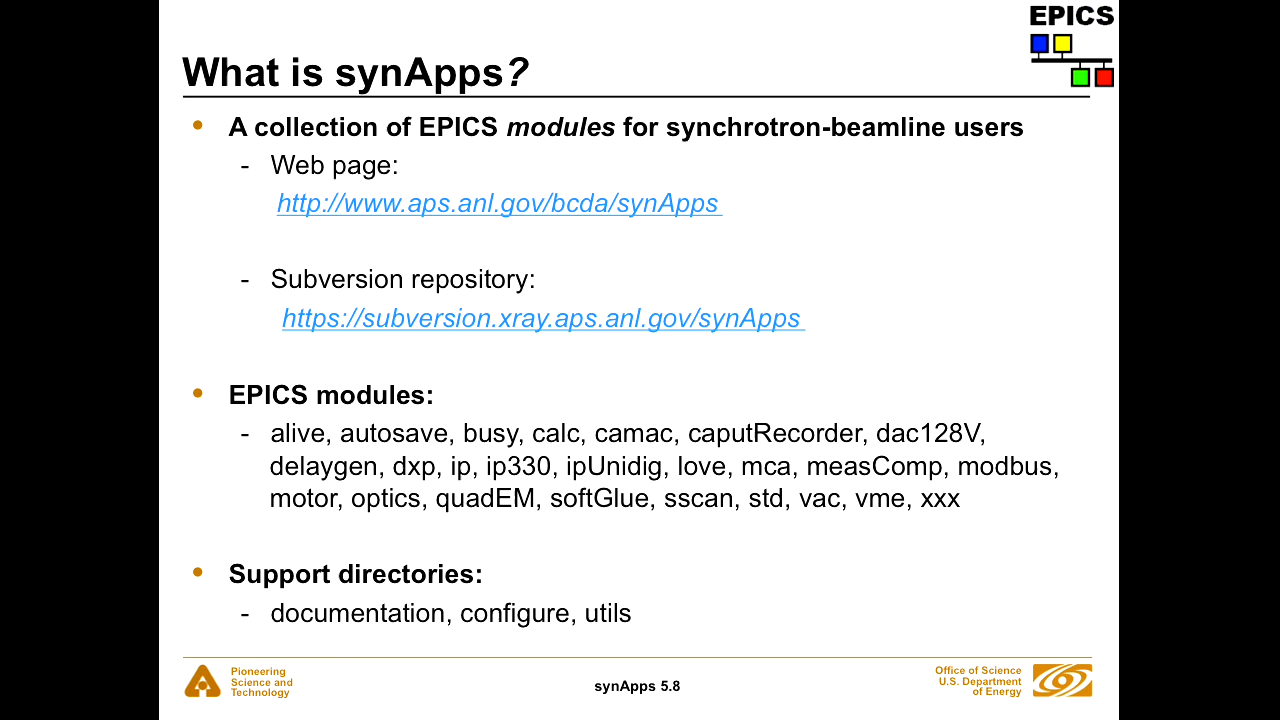 EPICS
What is synApps?
• A collection of EPICS modules for synchrotron-beamline users
- Web page:
http://www.aps.anl.gov/bcda/synApps
- Subversion repository:
https://subversion.xray.aps.anl.gov/synApps
• EPICS modules:
- alive, autosave, busy, calc, camac, caputRecorder, dac128V,
delaygen, dxp, ip, ip330, ipUnidig, love, mca, measComp, modbus,
motor, optics, quadEM, softGlue, sscan, std, vac, vme, xxx
• Support directories:
- documentation, configure, utils
Pioneering
Science and
Technology
synApps 5.8
Office of Science
U.S. Department
of Energy